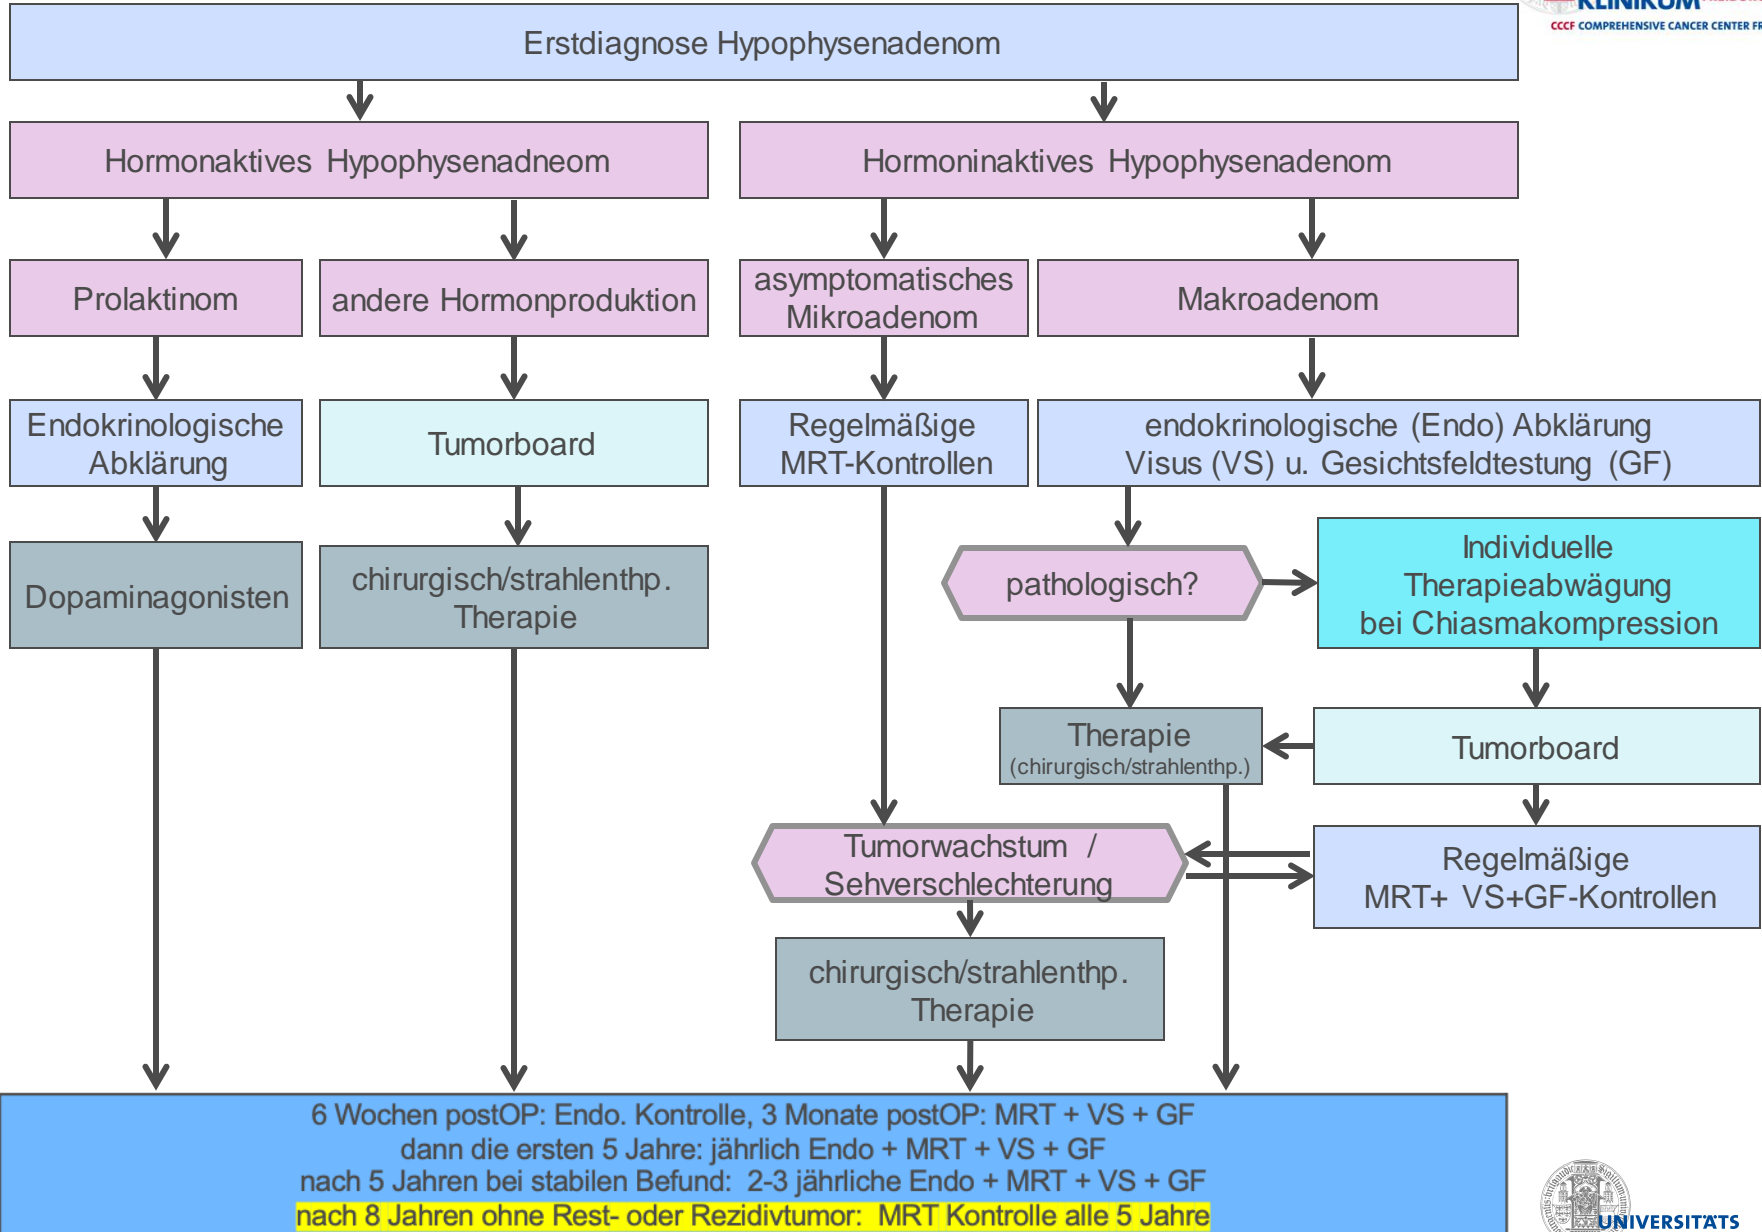 KLINIKUM
CCCF COMPREHENSIVE CANCER CENTER
Erstdiagnose Hypophysenadenom
Hormonaktives Hypophysenadneom
Hormoninaktives Hypophysenadenom
Prolaktinom
andere Hormonproduktion
asymptomatisches
Mikroadenom
Makroadenom
Endokrinologische
Abklärung
Tumorboard
Regelmäßige
MRT-Kontrollen
endokrinologische (Endo) Abklärung
Visus (VS) u. Gesichtsfeldtestung (GF)
Dopaminagonisten
chirurgisch/strahlenthp.
Therapie
pathologisch?
Individuelle
Therapieabwägung
bei Chiasmakompression
Therapie
(chirurgisch/strahlenthp.)
Tumorboard
Tumorwachstum /
Sehverschlechterung
Regelmäßige
MRT+ VS+GF-Kontrollen
chirurgisch/strahlenthp.
Therapie
6 Wochen postOP: Endo. Kontrolle, 3 Monate postOP: MRT + VS + GF
dann die ersten 5 Jahre: jährlich Endo + MRT + VS + GF
nach 5 Jahren bei stabilen Befund: 2-3 jährliche Endo + MRT + VS + GF
nach 8 Jahren ohne Rest- oder Rezidivtumor: MRT Kontrolle alle 5 Jahre
UNIVERSITÄTS